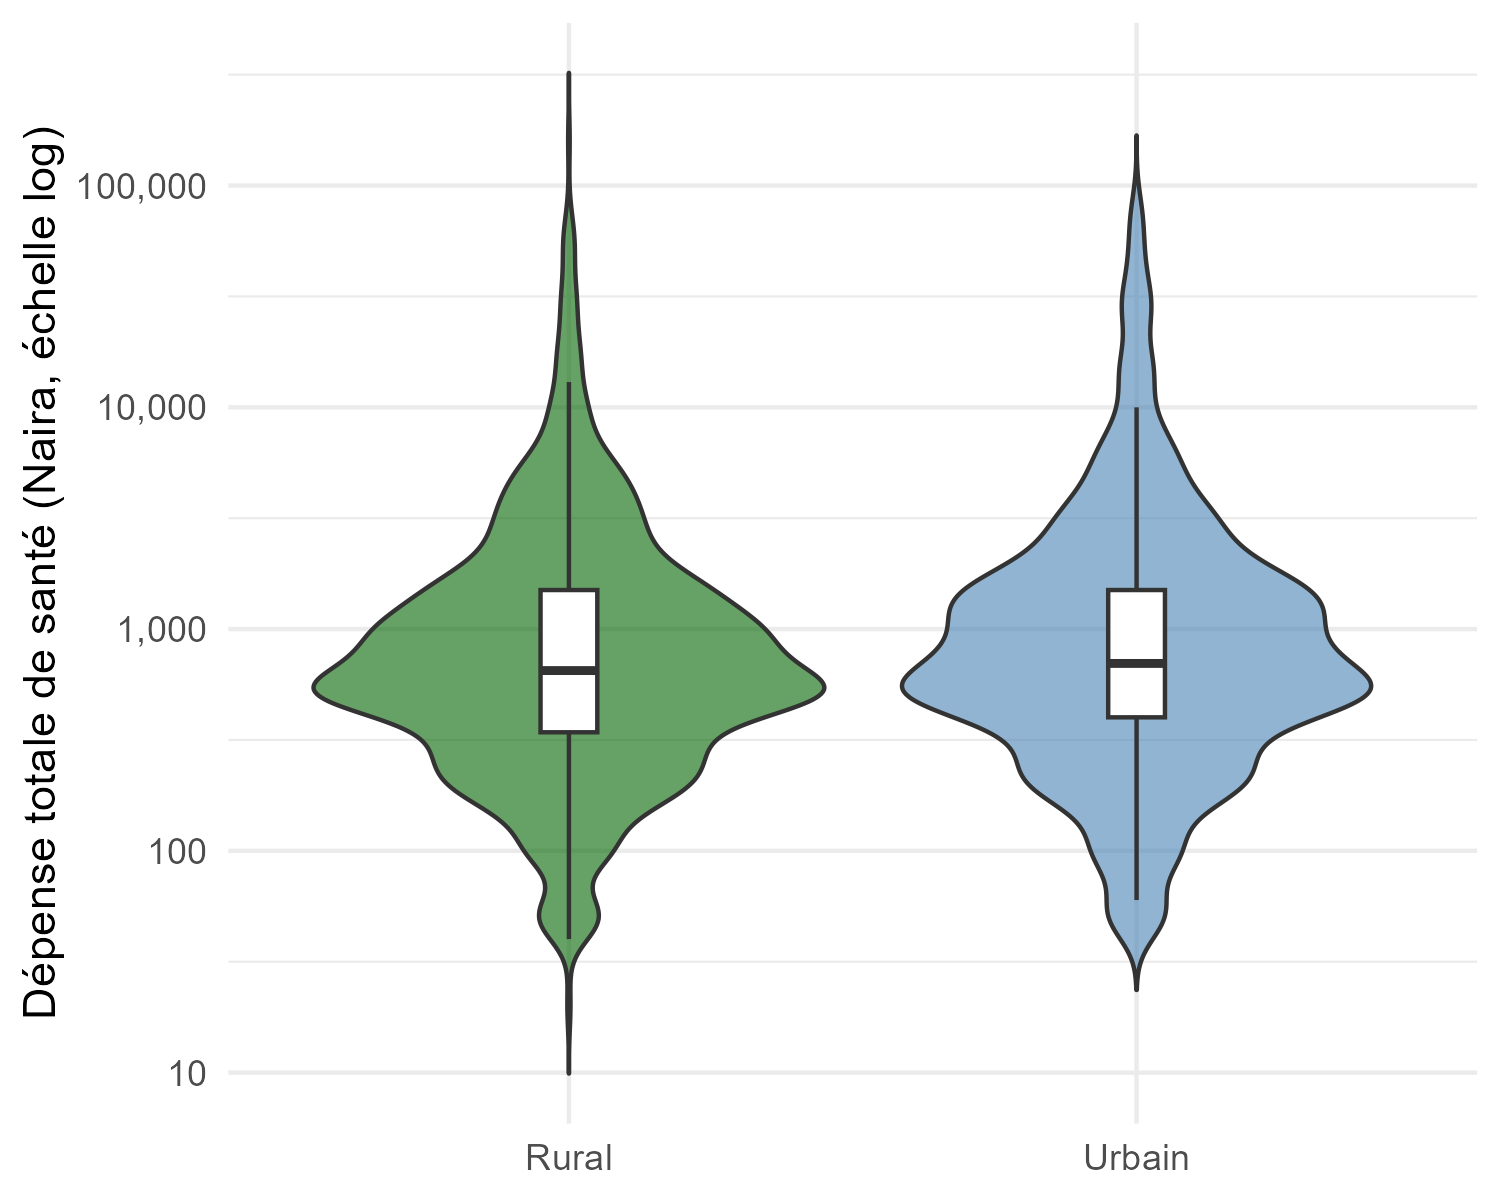 Dépense totale de santé (Naira, échelle log)
100,000
10,000
1,000
100
10
Rural
Urbain